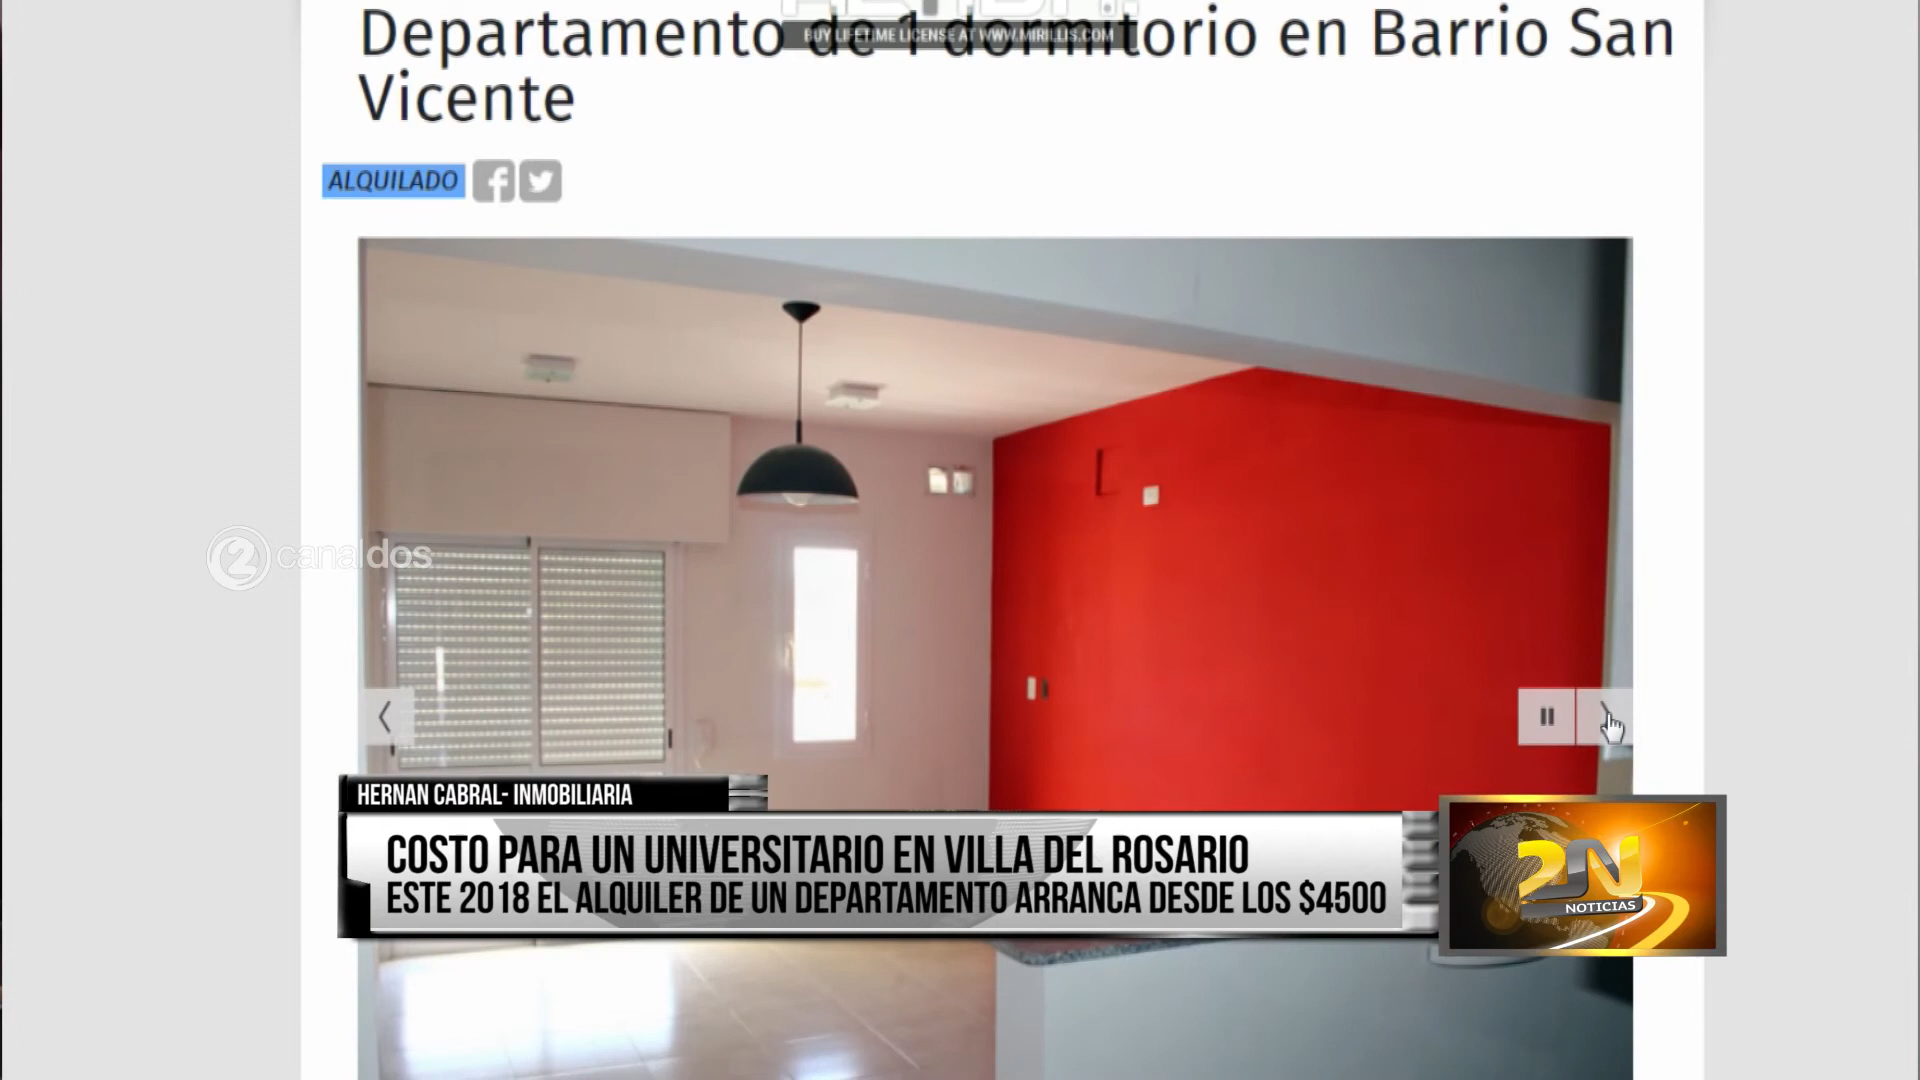 Departamento de 1 dormitorio en Barrio San
Vicente
BUY LIFETIME LICENSE AT WWW.MIRILLIS.COM
ALQUILADO
2 canaldos
HERNAN CABRAL- INMOBILIARIA
COSTO PARA UN UNIVERSITARIO EN VILLA DEL ROSARIO
ESTE 2018 EL ALQUILER DE UN DEPARTAMENTO ARRANCA DESDE LOS $4500
2N
NOTICIAS